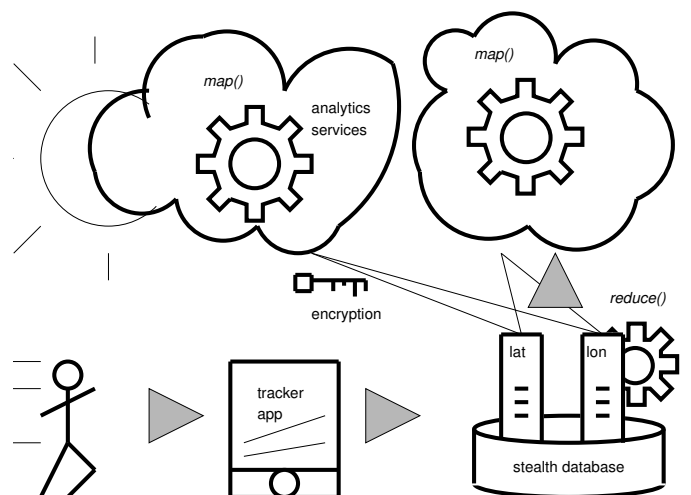 map()
map()
analytics
services
encryption
reduce()
lat
lon
tracker
app
stealth database